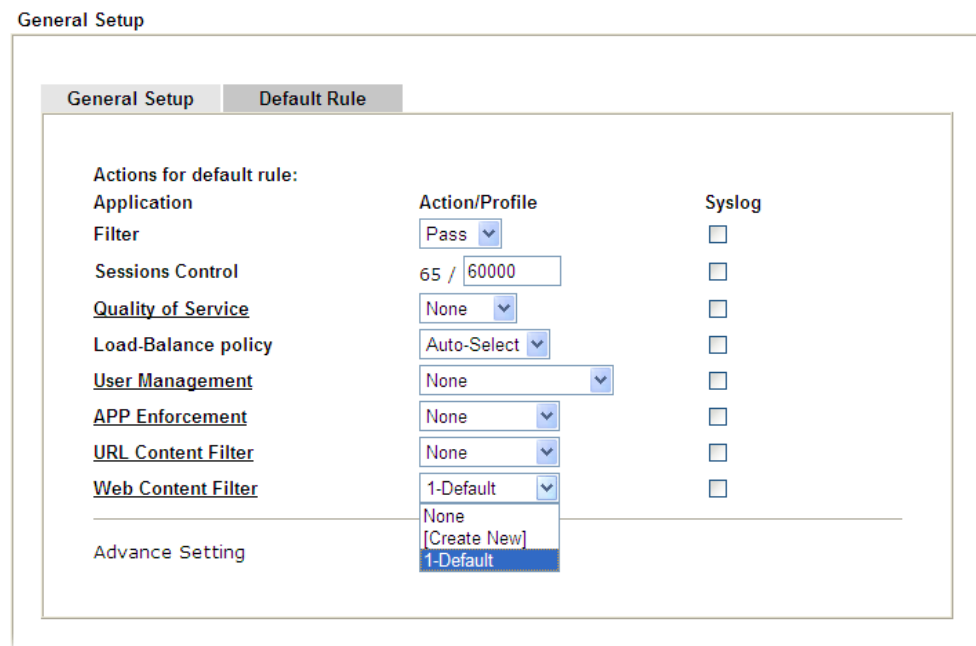 General Setup
General Setup Default Rule
Actions for default rule:
Application Action/Profile Syslog
Filter Pass
Sessions Control 65 / 60000
Quality of Service None
Load-Balance policy Auto-Select
User Management None
APP Enforcement None
URL Content Filter None
Web Content Filter 1-Default
None
[Create New]
1-Default
Advance Setting